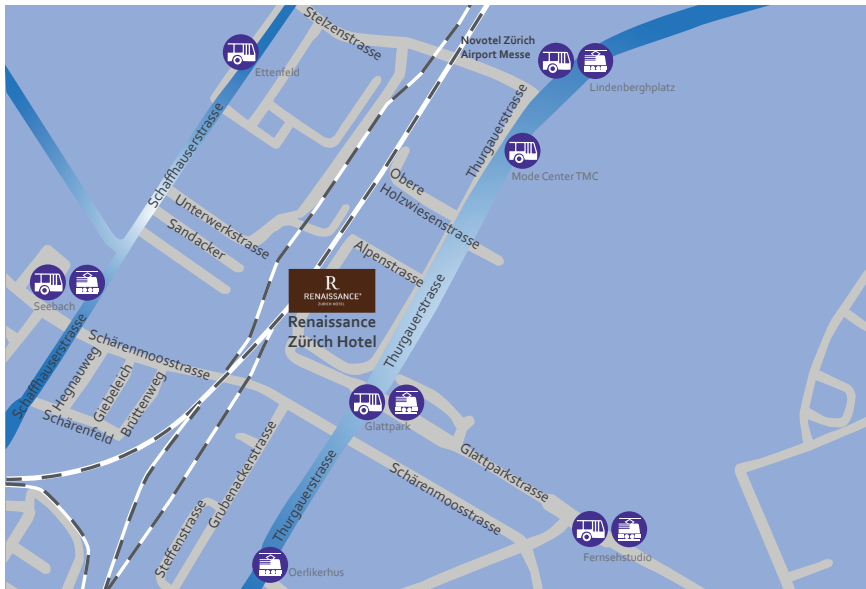 Stelzenstrasse
Novotel Zürich
Airport Messe
Ettenfeld
Lindenberghplatz
Schaffhauserstrasse
Thurgauerstrasse
Mode Center TMC
Obere
Holzwiesenstrasse
Unterwerkstrasse
Sandacker
Alpenstrasse
R
RENAISSANCE®
ZURICH HOTEL
Renaissance
Zürich Hotel
Seebach
Thurgauerstrasse
Schaffhauserstrasse
Schärenmoosstrasse
Hegnauweg
Giebeleich
Brüttenweg
Schärenfeld
Glattpark
Glattparkstrasse
Schärenmoosstrasse
Grubenackerstrasse
Steffenstrasse
Thurgauerstrasse
Fernsehstudio
Oerlikerhus